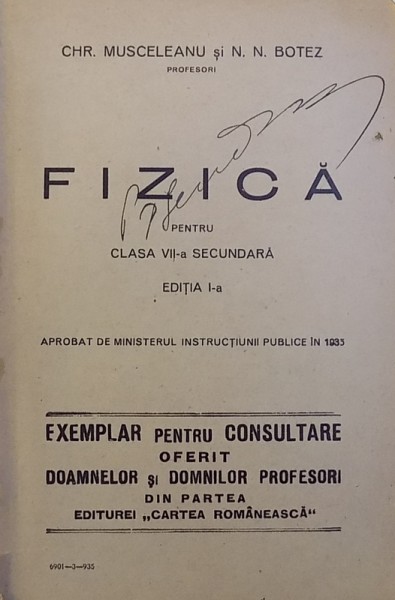 CHR. MUSCELEANU și N. N. BOTEZ
PROFESORI
FIZICĂ
PENTRU
CLASA VII-a SECUNDARĂ
EDIȚIA I-a
APROBAT DE MINISTERUL INSTRUCȚIUNII PUBLICE ÎN 1935
EXEMPLAR PENTRU CONSULTARE
OFERIT
DOAMNELOR ȘI DOMNILOR PROFESORI
DIN PARTEA
EDITUREI „CARTEA ROMÂNEASCĂ“
6901—3—935